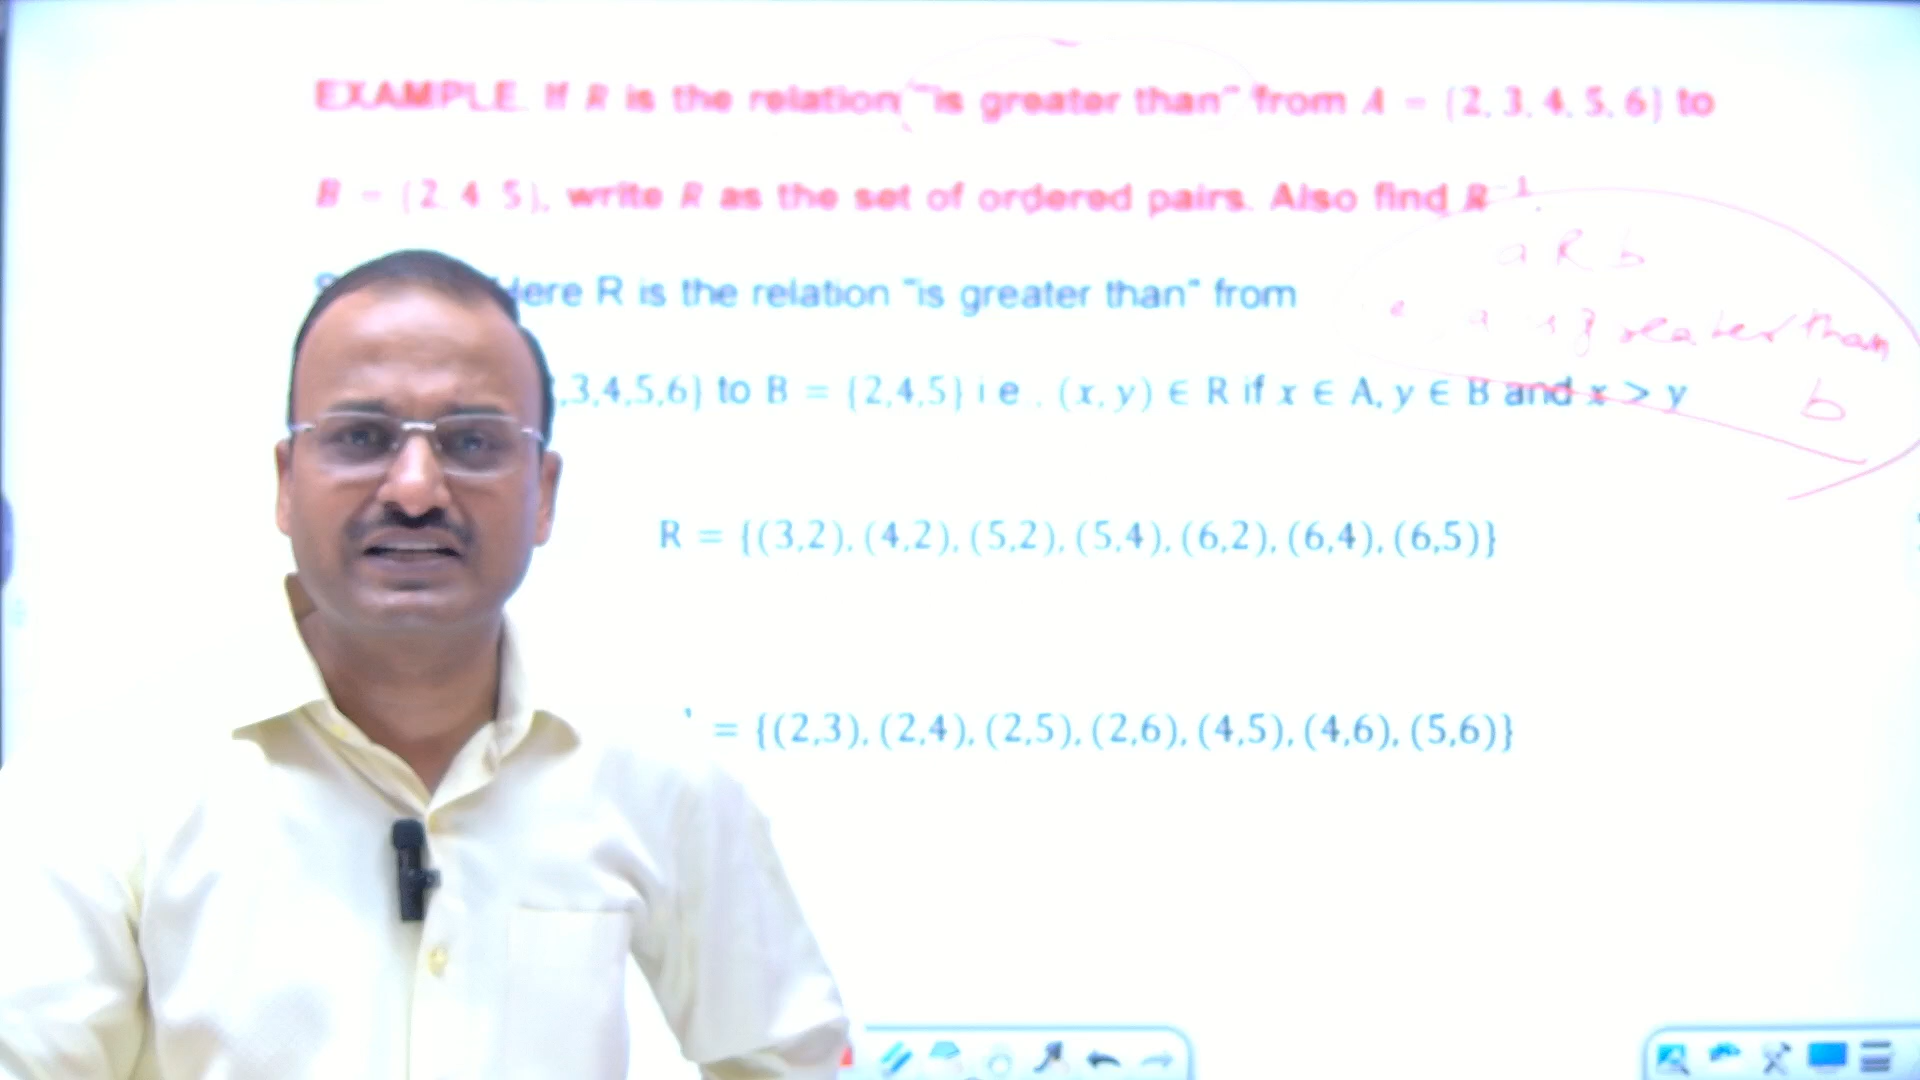 EXAMPLE. If R is the relation "is greater than" from A = {2, 3, 4, 5, 6} to
B = {2 4 5}, write R as the set of ordered pairs. Also find R⁻¹.
a R b
Here R is the relation "is greater than" from
a is greater than
,3,4,5,6} to B = {2,4,5} i e., (x, y) ∈ R if x ∈ A, y ∈ B and x > y
b
R = {(3,2), (4,2), (5,2), (5,4), (6,2), (6,4), (6,5)}
= {(2,3), (2,4), (2,5), (2,6), (4,5), (4,6), (5,6)}